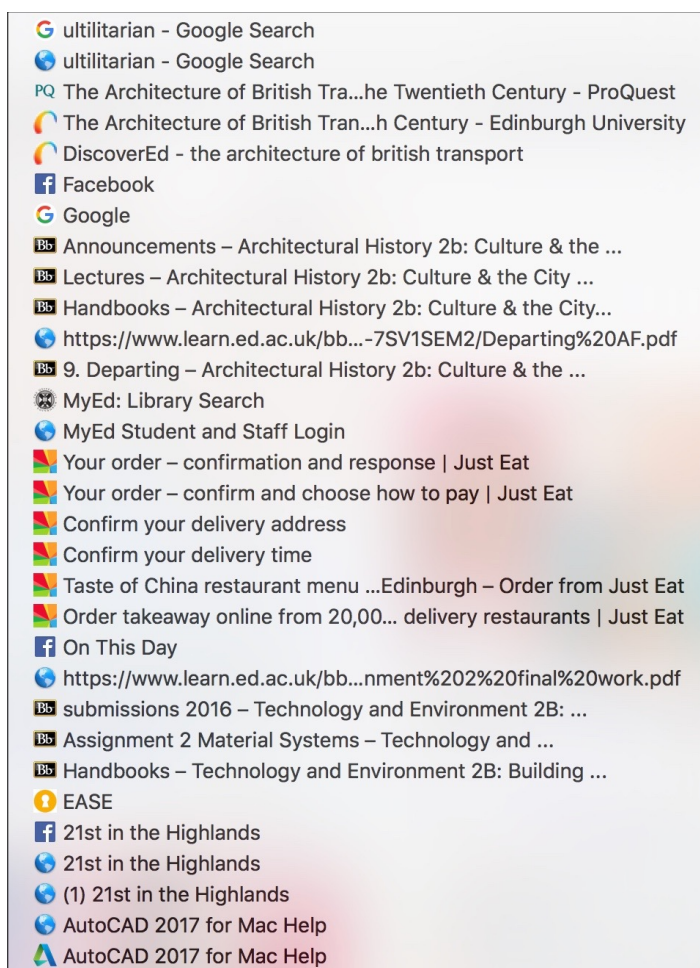 ultilitarian - Google Search
ultilitarian - Google Search
PQ The Architecture of British Tra...he Twentieth Century - ProQuest
The Architecture of British Tran...h Century - Edinburgh University
DiscoverEd - the architecture of british transport
Facebook
Google
Bb Announcements – Architectural History 2b: Culture & the ...
Bb Lectures – Architectural History 2b: Culture & the City ...
Bb Handbooks – Architectural History 2b: Culture & the City...
https://www.learn.ed.ac.uk/bb...-7SV1SEM2/Departing%20AF.pdf
Bb 9. Departing – Architectural History 2b: Culture & the ...
MyEd: Library Search
MyEd Student and Staff Login
Your order – confirmation and response | Just Eat
Your order – confirm and choose how to pay | Just Eat
Confirm your delivery address
Confirm your delivery time
Taste of China restaurant menu ...Edinburgh – Order from Just Eat
Order takeaway online from 20,00... delivery restaurants | Just Eat
On This Day
https://www.learn.ed.ac.uk/bb...nment%202%20final%20work.pdf
Bb submissions 2016 – Technology and Environment 2B: ...
Bb Assignment 2 Material Systems – Technology and ...
Bb Handbooks – Technology and Environment 2B: Building ...
EASE
21st in the Highlands
21st in the Highlands
(1) 21st in the Highlands
AutoCAD 2017 for Mac Help
AutoCAD 2017 for Mac Help